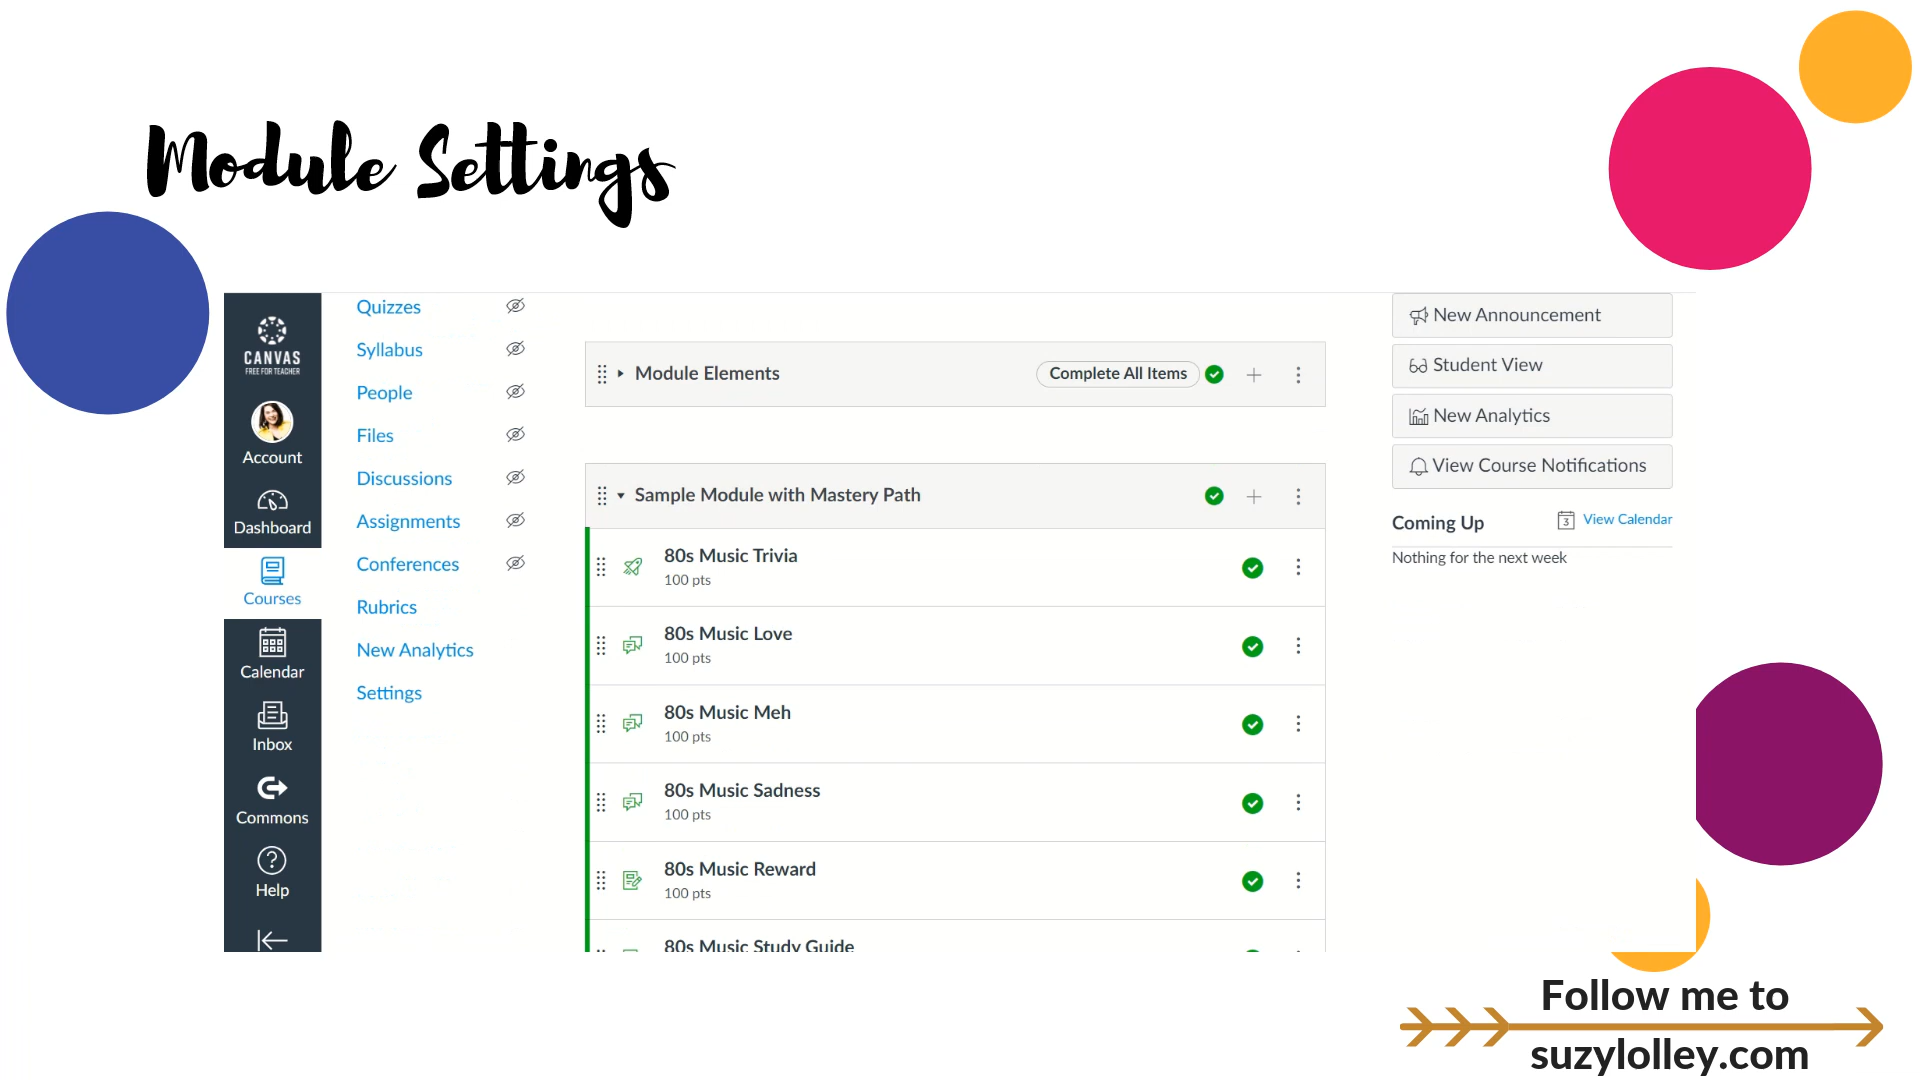 Module Settings
CANVAS
FREE FOR TEACHER
Account
Dashboard
Courses
Calendar
Inbox
Commons
Help
Quizzes
Syllabus
People
Files
Discussions
Assignments
Conferences
Rubrics
New Analytics
Settings
Module Elements
Complete All Items
Sample Module with Mastery Path
80s Music Trivia
100 pts
80s Music Love
100 pts
80s Music Meh
100 pts
80s Music Sadness
100 pts
80s Music Reward
100 pts
80s Music Study Guide
New Announcement
Student View
New Analytics
View Course Notifications
Coming Up
3 View Calendar
Nothing for the next week
Follow me to
suzylolley.com